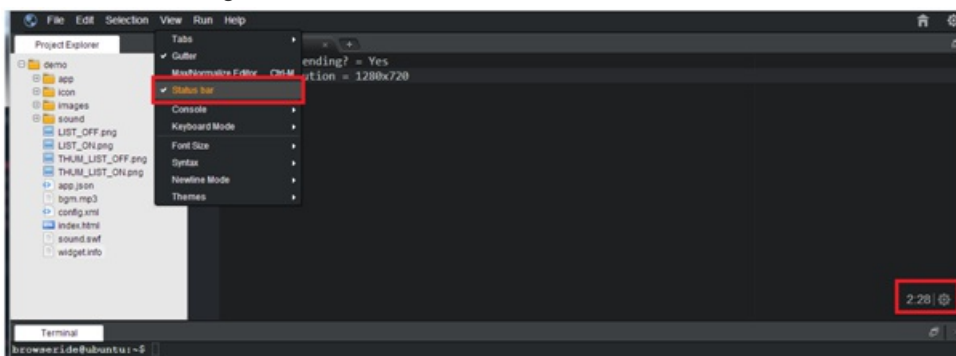 File Edit Selection View Run Help
Project Explorer
demo
app
icon
images
sound
LIST_OFF.png
LIST_ON.png
THUM_LIST_OFF.png
THUM_LIST_ON.png
app.json
bgm.mp3
config.xml
index.html
sound.swf
widget.info
Tabs
Gutter
Max/Normalize Editor Ctrl-M
Status bar
Console
Keyboard Mode
Font Size
Syntax
Newline Mode
Themes
ending? = Yes
ution = 1280x720
2:28
Terminal
browseride@ubuntu:~$